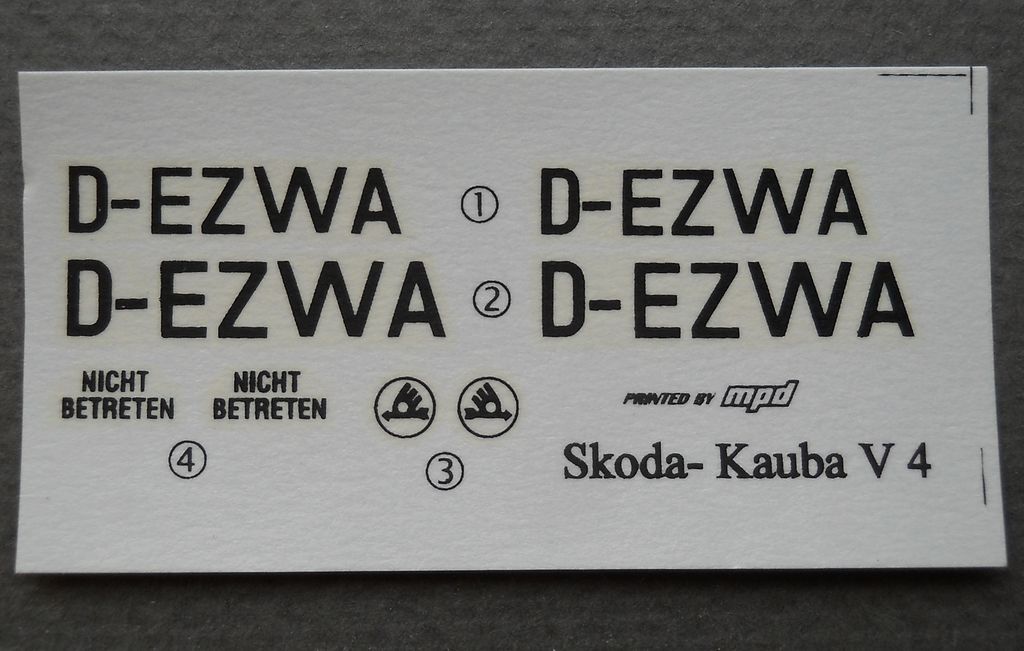 D-EZWA 1 D-EZWA
D-EZWA 2 D-EZWA
NICHT
BETRETEN
NICHT
BETRETEN
4
3
PRINTED BY mpd
Skoda- Kauba V 4